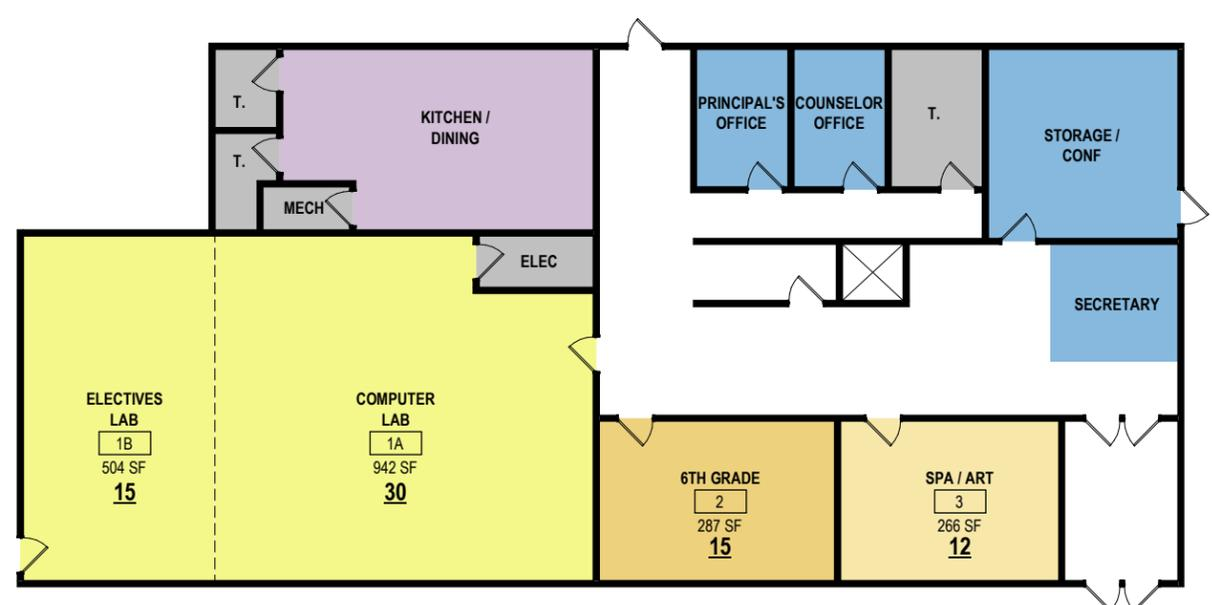 T.
KITCHEN /
DINING
T.
MECH
PRINCIPAL'S
OFFICE
COUNSELOR
OFFICE
T.
STORAGE /
CONF
ELEC
SECRETARY
ELECTIVES
LAB
1B
504 SF
15
COMPUTER
LAB
1A
942 SF
30
6TH GRADE
2
287 SF
15
SPA / ART
3
266 SF
12